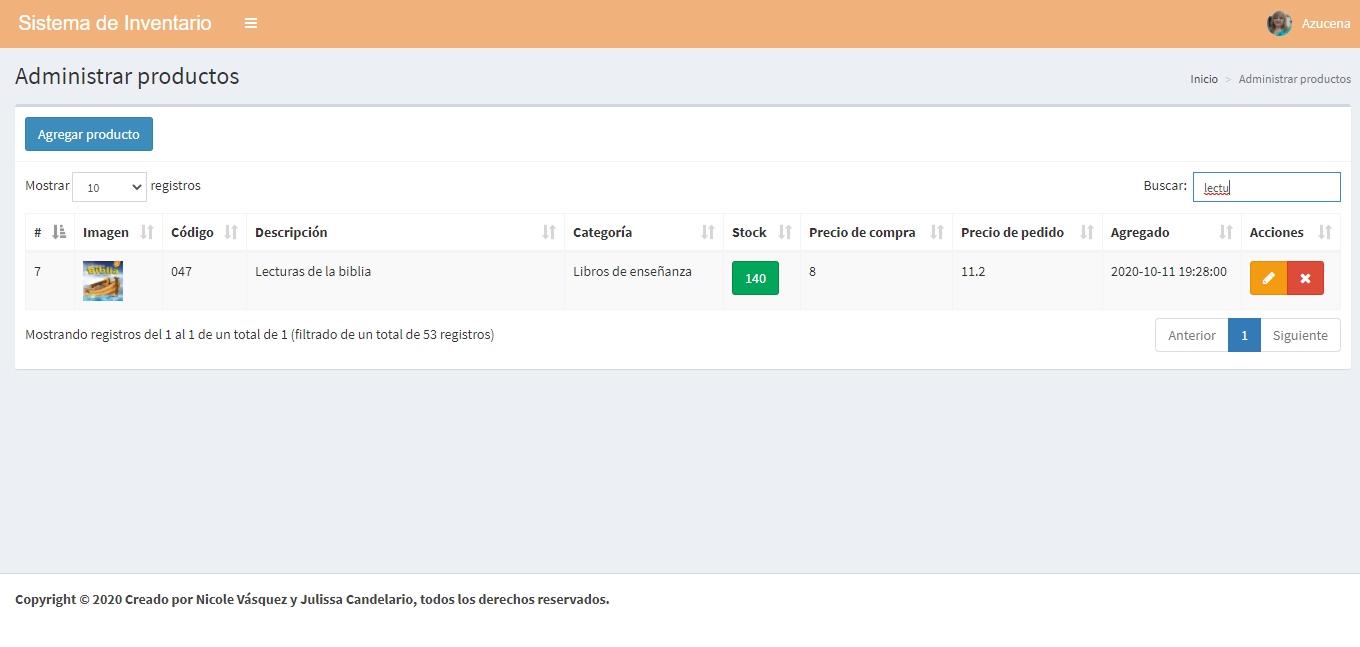 Sistema de Inventario
Azucena
Administrar productos
Inicio > Administrar productos
Agregar producto
Mostrar 10 registros
Buscar: lectu
# Imagen Código Descripción Categoría Stock Precio de compra Precio de pedido Agregado Acciones
7 Biblia 047 Lecturas de la biblia Libros de enseñanza 140 8 11.2 2020-10-11 19:28:00
Mostrando registros del 1 al 1 de un total de 1 (filtrado de un total de 53 registros)
Anterior 1 Siguiente
Copyright © 2020 Creado por Nicole Vásquez y Julissa Candelario, todos los derechos reservados.